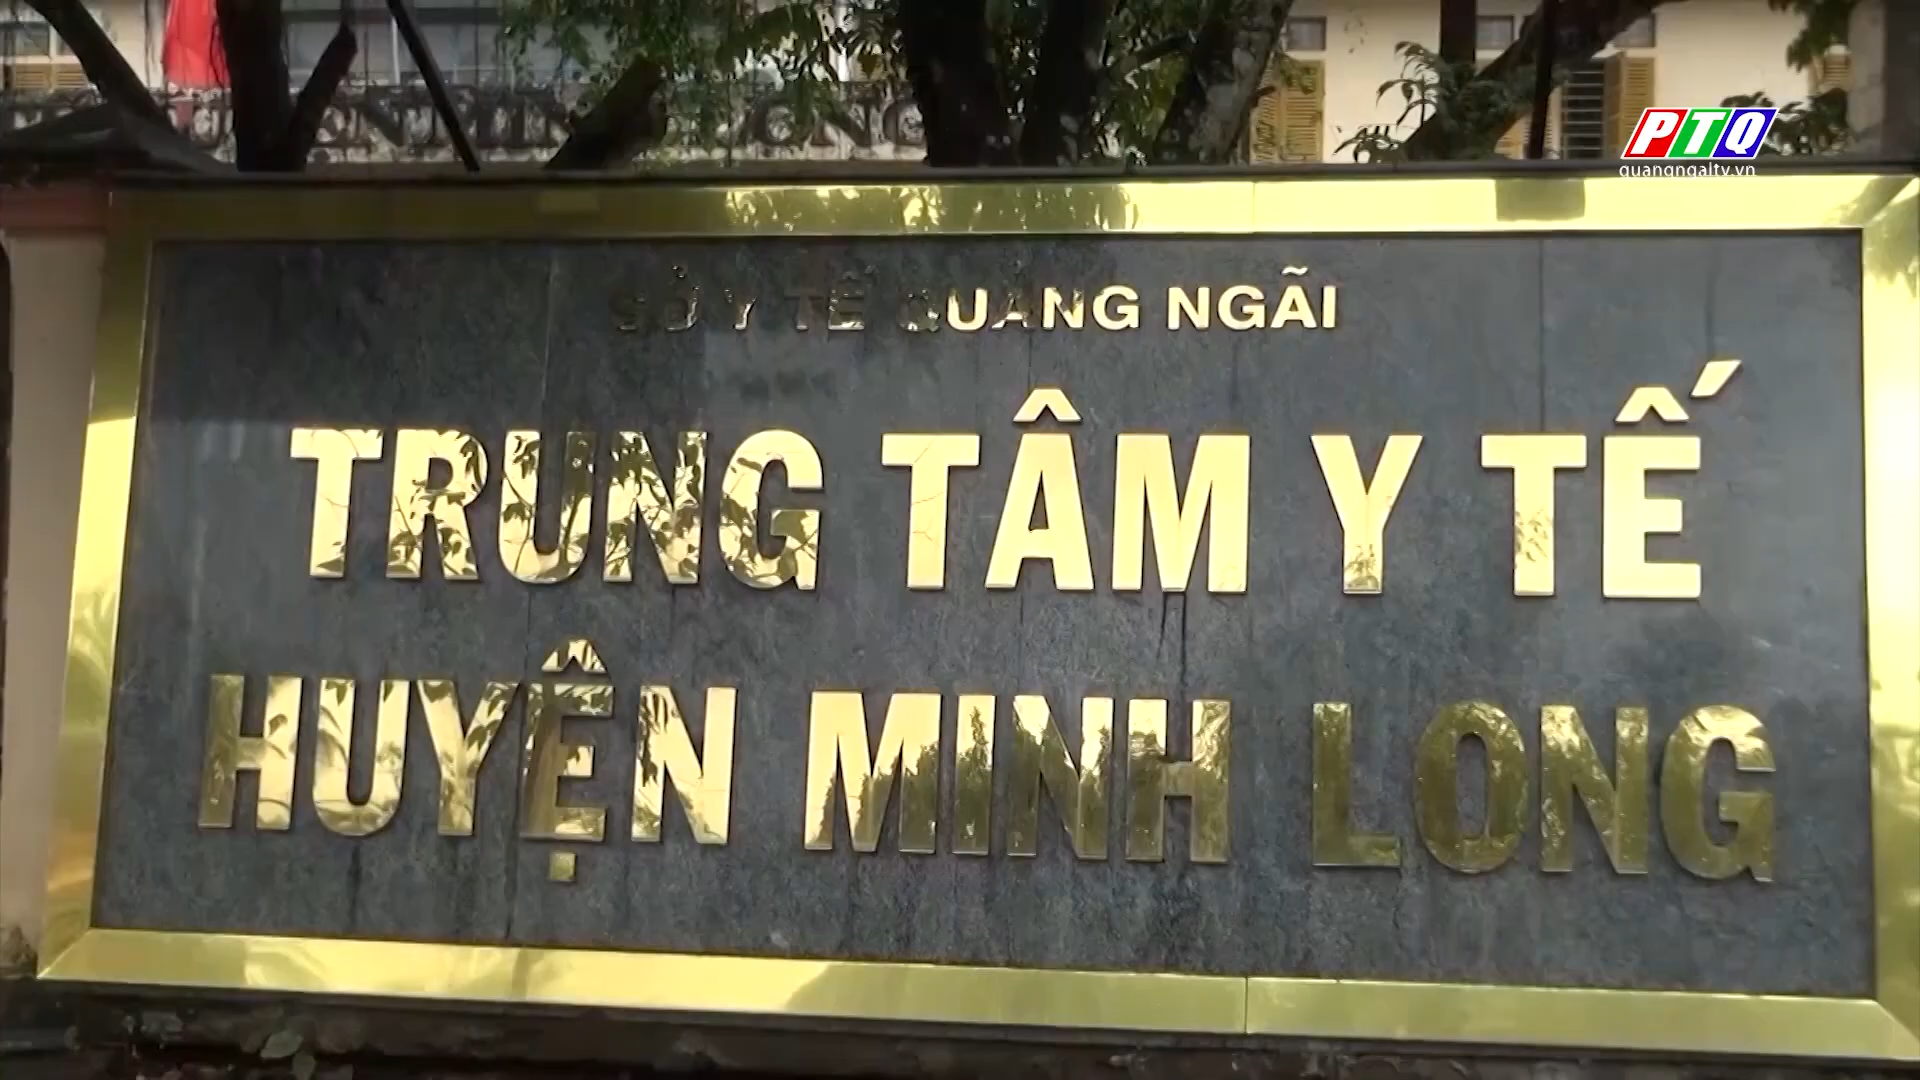 PTQ
quangngaitv.vn
SỞ Y TẾ QUẢNG NGÃI
TRUNG TÂM Y TẾ
HUYỆN MINH LONG